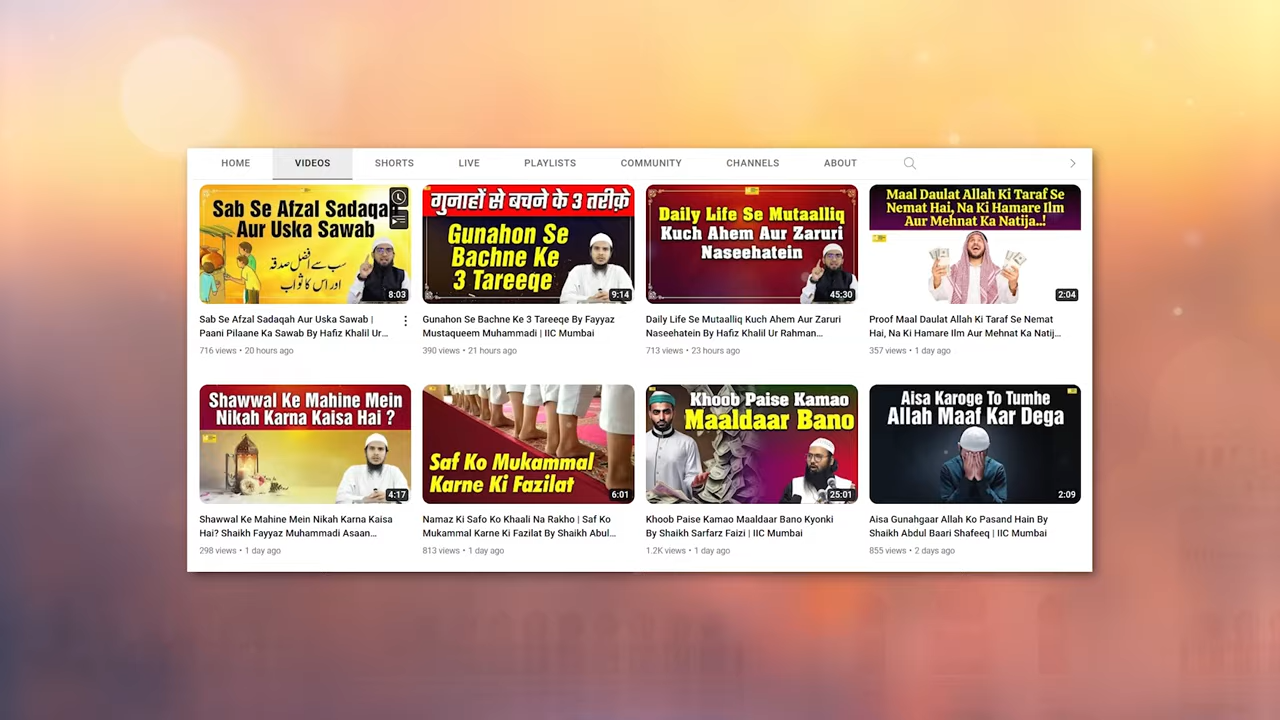 HOME VIDEOS SHORTS LIVE PLAYLISTS COMMUNITY CHANNELS ABOUT
Sab Se Afzal Sadaqa
Aur Uska Sawab
سب سے افضل صدقہ
اور اس کا ثواب
8:03
Sab Se Afzal Sadaqah Aur Uska Sawab |
Paani Pilaane Ka Sawab By Hafiz Khalil Ur...
716 views • 20 hours ago
गुनाहों से बचने के 3 तरीक़े
Gunahon Se
Bachne Ke
3 Tareeqe
9:14
Gunahon Se Bachne Ke 3 Tareeqe By Fayyaz
Mustaqueem Muhammadi | IIC Mumbai
390 views • 21 hours ago
Daily Life Se Mutaalliq
Kuch Ahem Aur Zaruri
Naseehatein
45:30
Daily Life Se Mutaalliq Kuch Ahem Aur Zaruri
Naseehatein By Hafiz Khalil Ur Rahman...
713 views • 23 hours ago
Maal Daulat Allah Ki Taraf Se
Nemat Hai, Na Ki Hamare Ilm
Aur Mehnat Ka Natija..!
2:04
Proof Maal Daulat Allah Ki Taraf Se Nemat
Hai, Na Ki Hamare Ilm Aur Mehnat Ka Natij...
357 views • 1 day ago
Shawwal Ke Mahine Mein
Nikah Karna Kaisa Hai ?
4:17
Shawwal Ke Mahine Mein Nikah Karna Kaisa
Hai? Shaikh Fayyaz Muhammadi Asaan...
298 views • 1 day ago
Saf Ko Mukammal
Karne Ki Fazilat
6:01
Namaz Ki Safo Ko Khaali Na Rakho | Saf Ko
Mukammal Karne Ki Fazilat By Shaikh Abul...
813 views • 1 day ago
Khoob Paise Kamao
Maaldaar Bano
25:01
Khoob Paise Kamao Maaldaar Bano Kyonki
By Shaikh Sarfarz Faizi | IIC Mumbai
1.2K views • 1 day ago
Aisa Karoge To Tumhe
Allah Maaf Kar Dega
2:09
Aisa Gunahgaar Allah Ko Pasand Hain By
Shaikh Abdul Baari Shafeeq | IIC Mumbai
855 views • 2 days ago